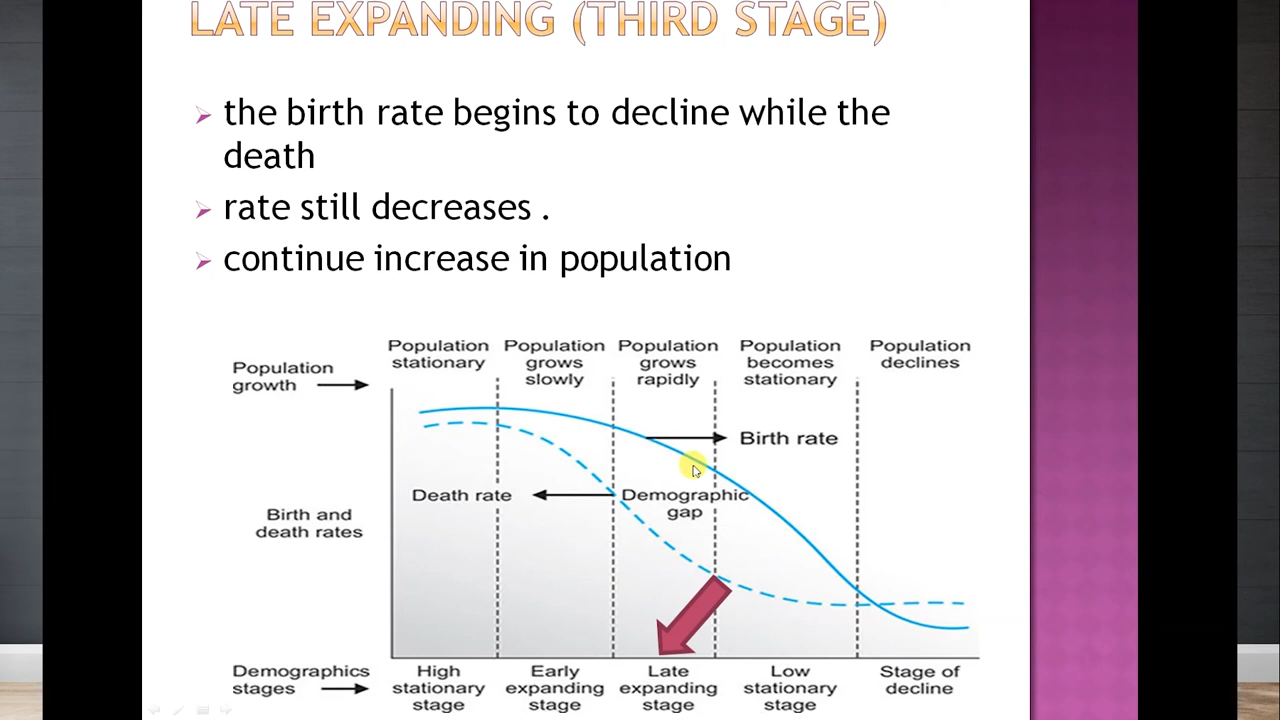 LATE EXPANDING (THIRD STAGE)
➢ the birth rate begins to decline while the
death
➢ rate still decreases .
➢ continue increase in population
Population growth
Population stationary
Population grows slowly
Population grows rapidly
Population becomes stationary
Population declines
Birth rate
Death rate
Demographic gap
Birth and death rates
Demographics stages
High stationary stage
Early expanding stage
Late expanding stage
Low stationary stage
Stage of decline